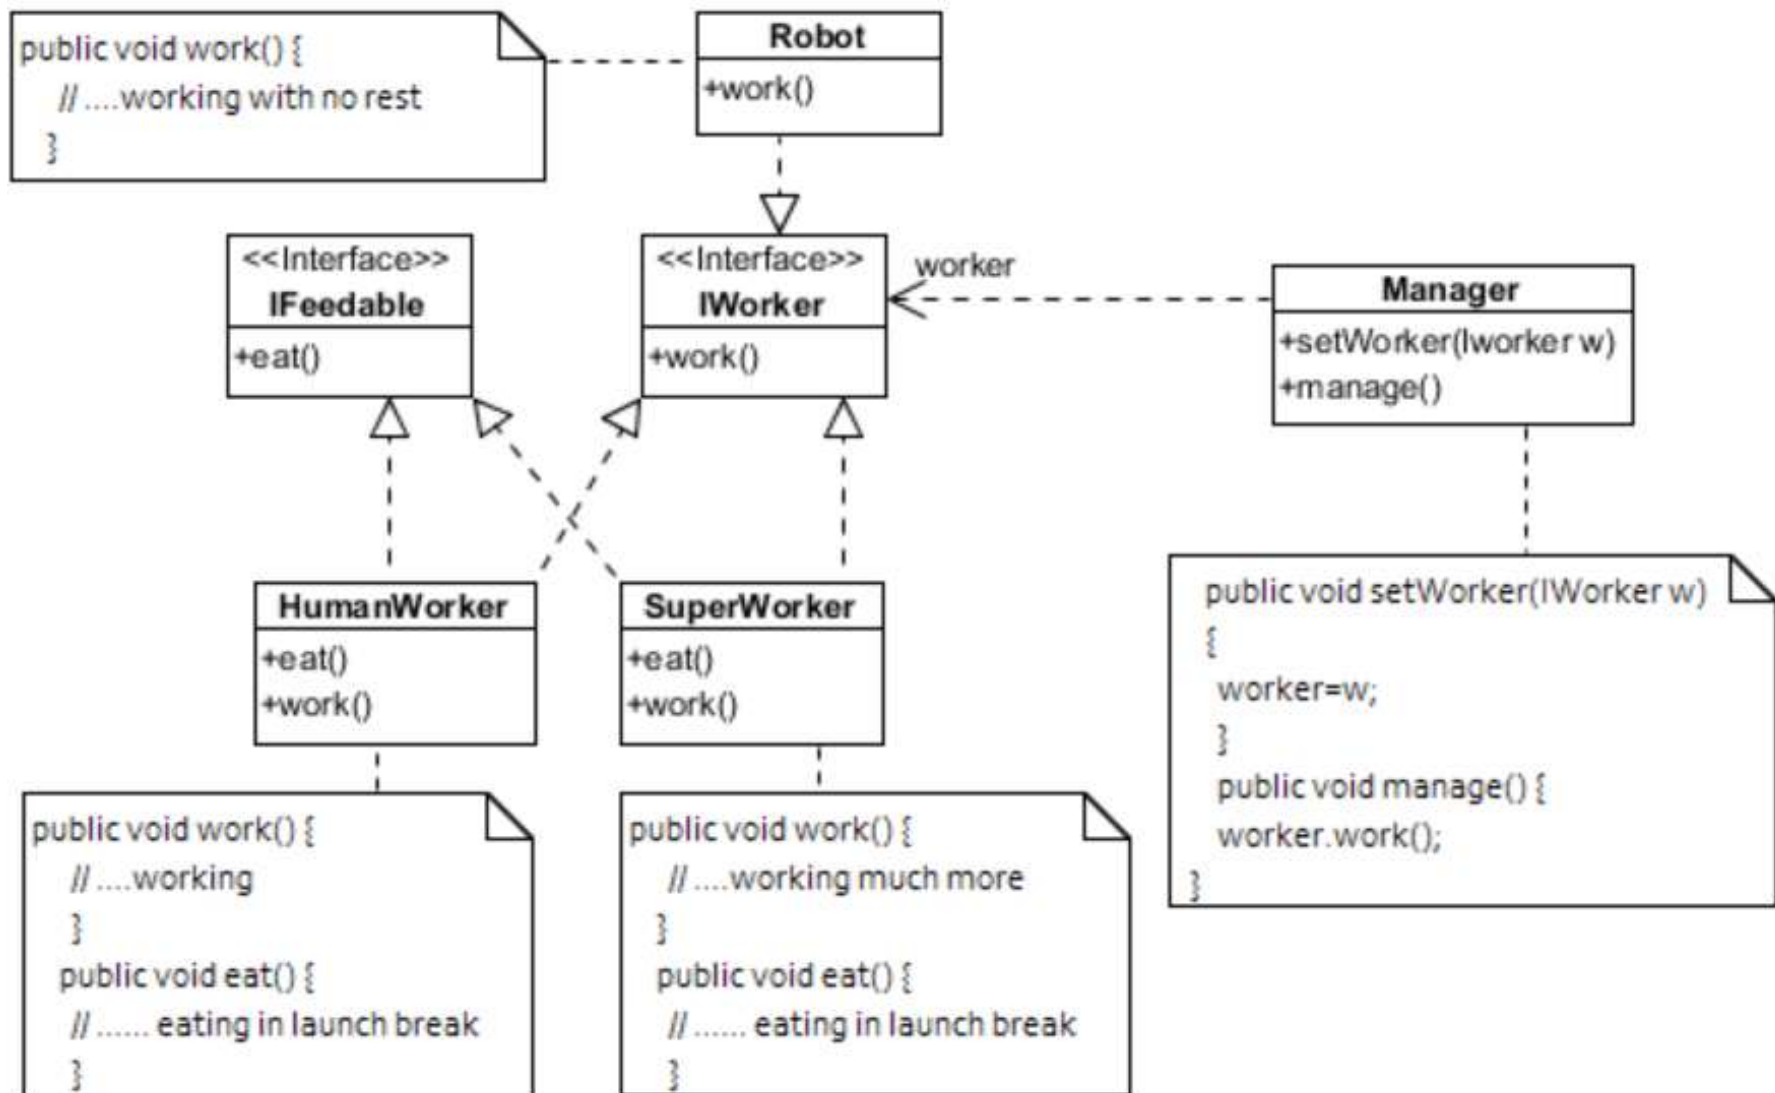 public void work() {
// ....working with no rest
}
Robot
+work()
<<Interface>>
IFeedable
+eat()
<<Interface>>
IWorker
+work()
worker
Manager
+setWorker(Iworker w)
+manage()
HumanWorker
+eat()
+work()
SuperWorker
+eat()
+work()
public void setWorker(IWorker w)
{
worker=w;
}
public void manage() {
worker.work();
}
public void work() {
// ....working
}
public void eat() {
// ...... eating in launch break
}
public void work() {
// ....working much more
}
public void eat() {
// ...... eating in launch break
}